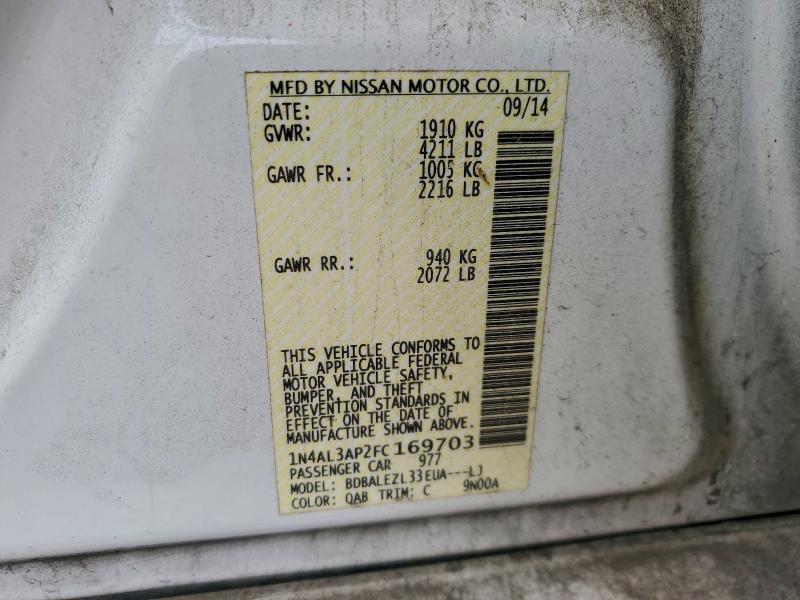 MFD BY NISSAN MOTOR CO., LTD.
DATE: 09/14
GVWR: 1910 KG
4211 LB
GAWR FR.: 1005 KG
2216 LB
GAWR RR.: 940 KG
2072 LB
THIS VEHICLE CONFORMS TO
ALL APPLICABLE FEDERAL
MOTOR VEHICLE SAFETY,
BUMPER, AND THEFT
PREVENTION STANDARDS IN
EFFECT ON THE DATE OF
MANUFACTURE SHOWN ABOVE.
1N4AL3AP2FC169703
PASSENGER CAR 977
MODEL: BDBALEZL33EUA---LJ
COLOR: QAB TRIM: C 9N00A